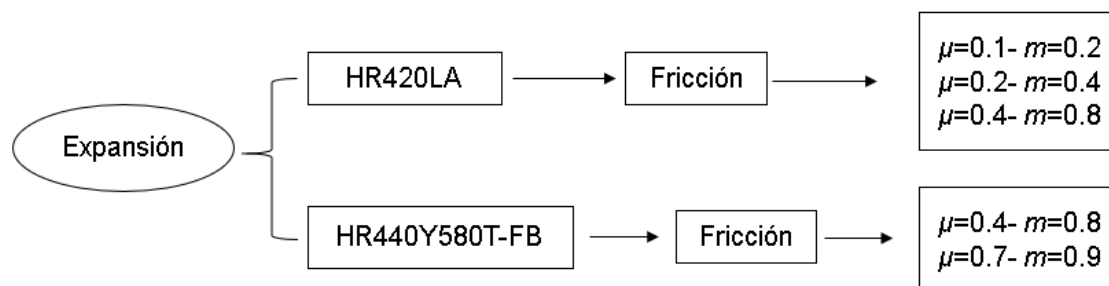 Expansión
HR420LA
Fricción
μ=0.1- m=0.2
μ=0.2- m=0.4
μ=0.4- m=0.8
HR440Y580T-FB
Fricción
μ=0.4- m=0.8
μ=0.7- m=0.9